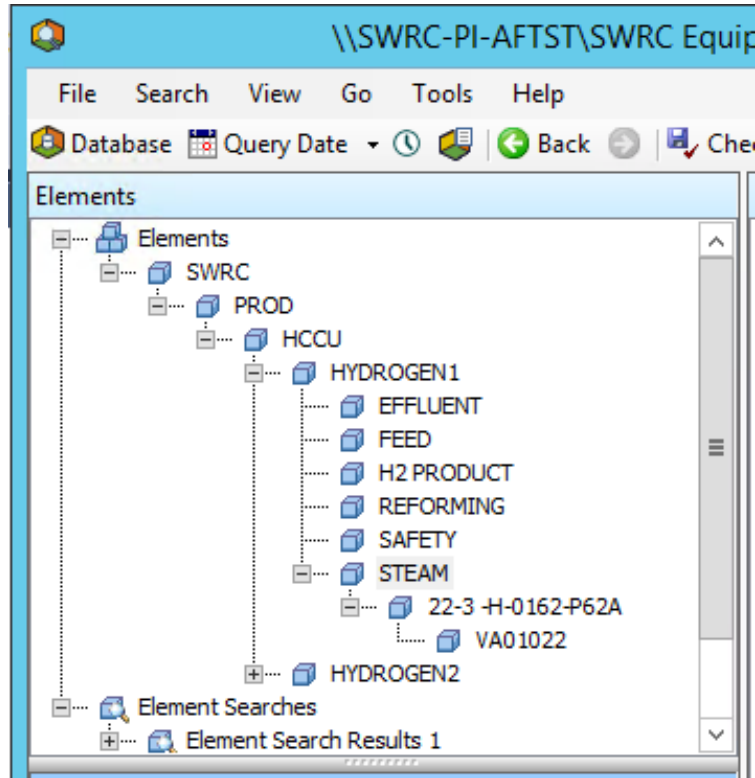 \\SWRC-PI-AFTST\SWRC Equip
File Search View Go Tools Help
Database Query Date Back Che
Elements
Elements
SWRC
PROD
HCCU
HYDROGEN1
EFFLUENT
FEED
H2 PRODUCT
REFORMING
SAFETY
STEAM
22-3 -H-0162-P62A
VA01022
HYDROGEN2
Element Searches
Element Search Results 1